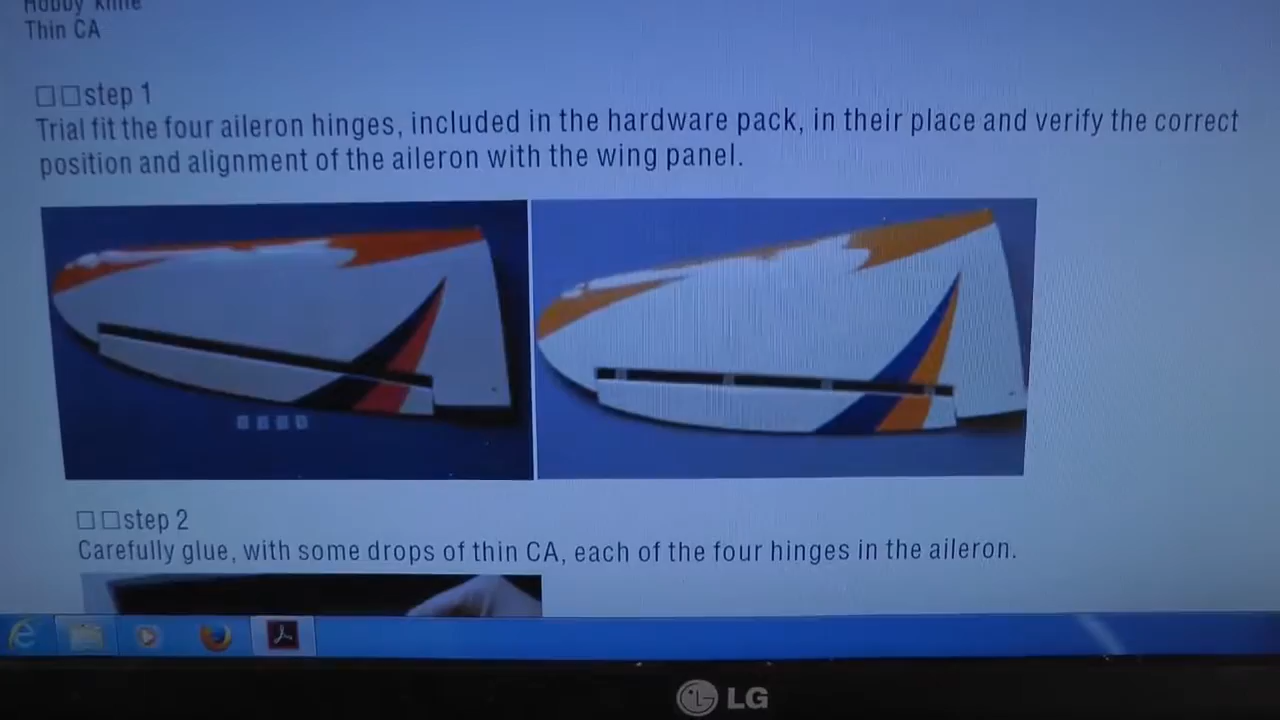 Hobby knife
Thin CA
□□step 1
Trial fit the four aileron hinges, included in the hardware pack, in their place and verify the correct
position and alignment of the aileron with the wing panel.
□□step 2
Carefully glue, with some drops of thin CA, each of the four hinges in the aileron.
LG